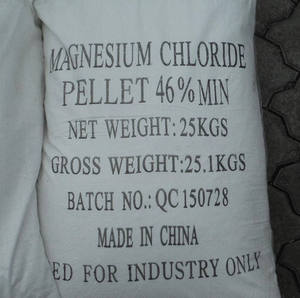 MAGNESIUM CHLORIDE
PELLET 46% MIN
NET WEIGHT: 25KGS
GROSS WEIGHT: 25.1KGS
BATCH NO.: QC 150728
MADE IN CHINA
ED FOR INDUSTRY ONLY